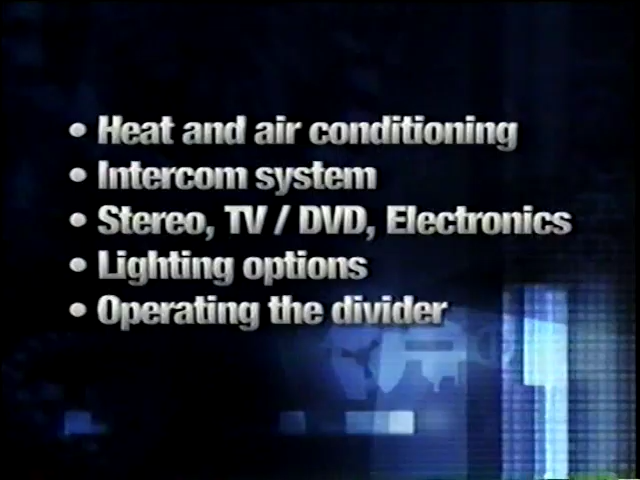 • Heat and air conditioning
• Intercom system
• Stereo, TV / DVD, Electronics
• Lighting options
• Operating the divider